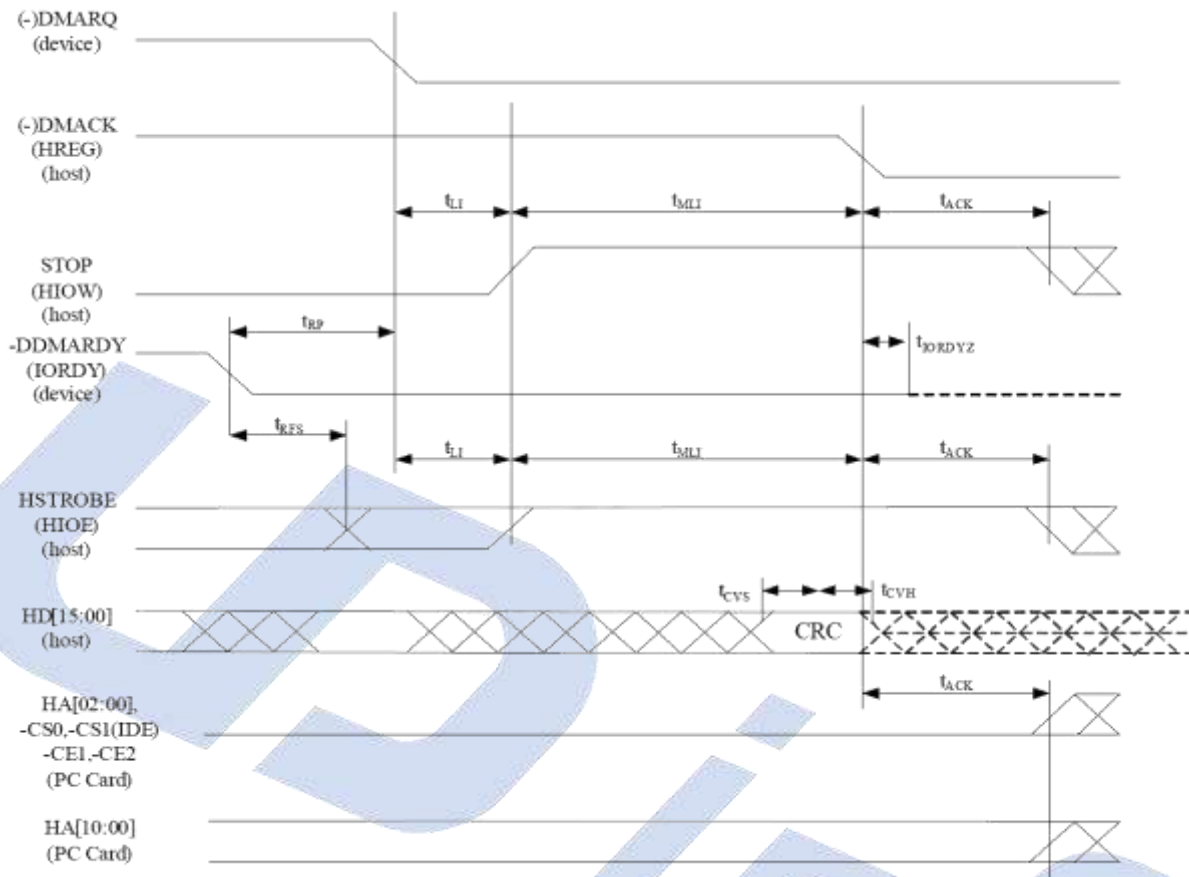 (-)DMARQ
(device)
(-)DMACK
(HREG)
(host)
tLI
tMLI
tACK
STOP
(HIOW)
(host)
tRP
-DDMARDY
(IORDY)
(device)
tIORDYZ
tRFS
tLI
tMLI
tACK
HSTROBE
(HIOE)
(host)
tCVS
tCVH
HD[15:00]
(host)
CRC
tACK
HA[02:00],
-CS0,-CS1(IDE)
-CE1,-CE2
(PC Card)
HA[10:00]
(PC Card)